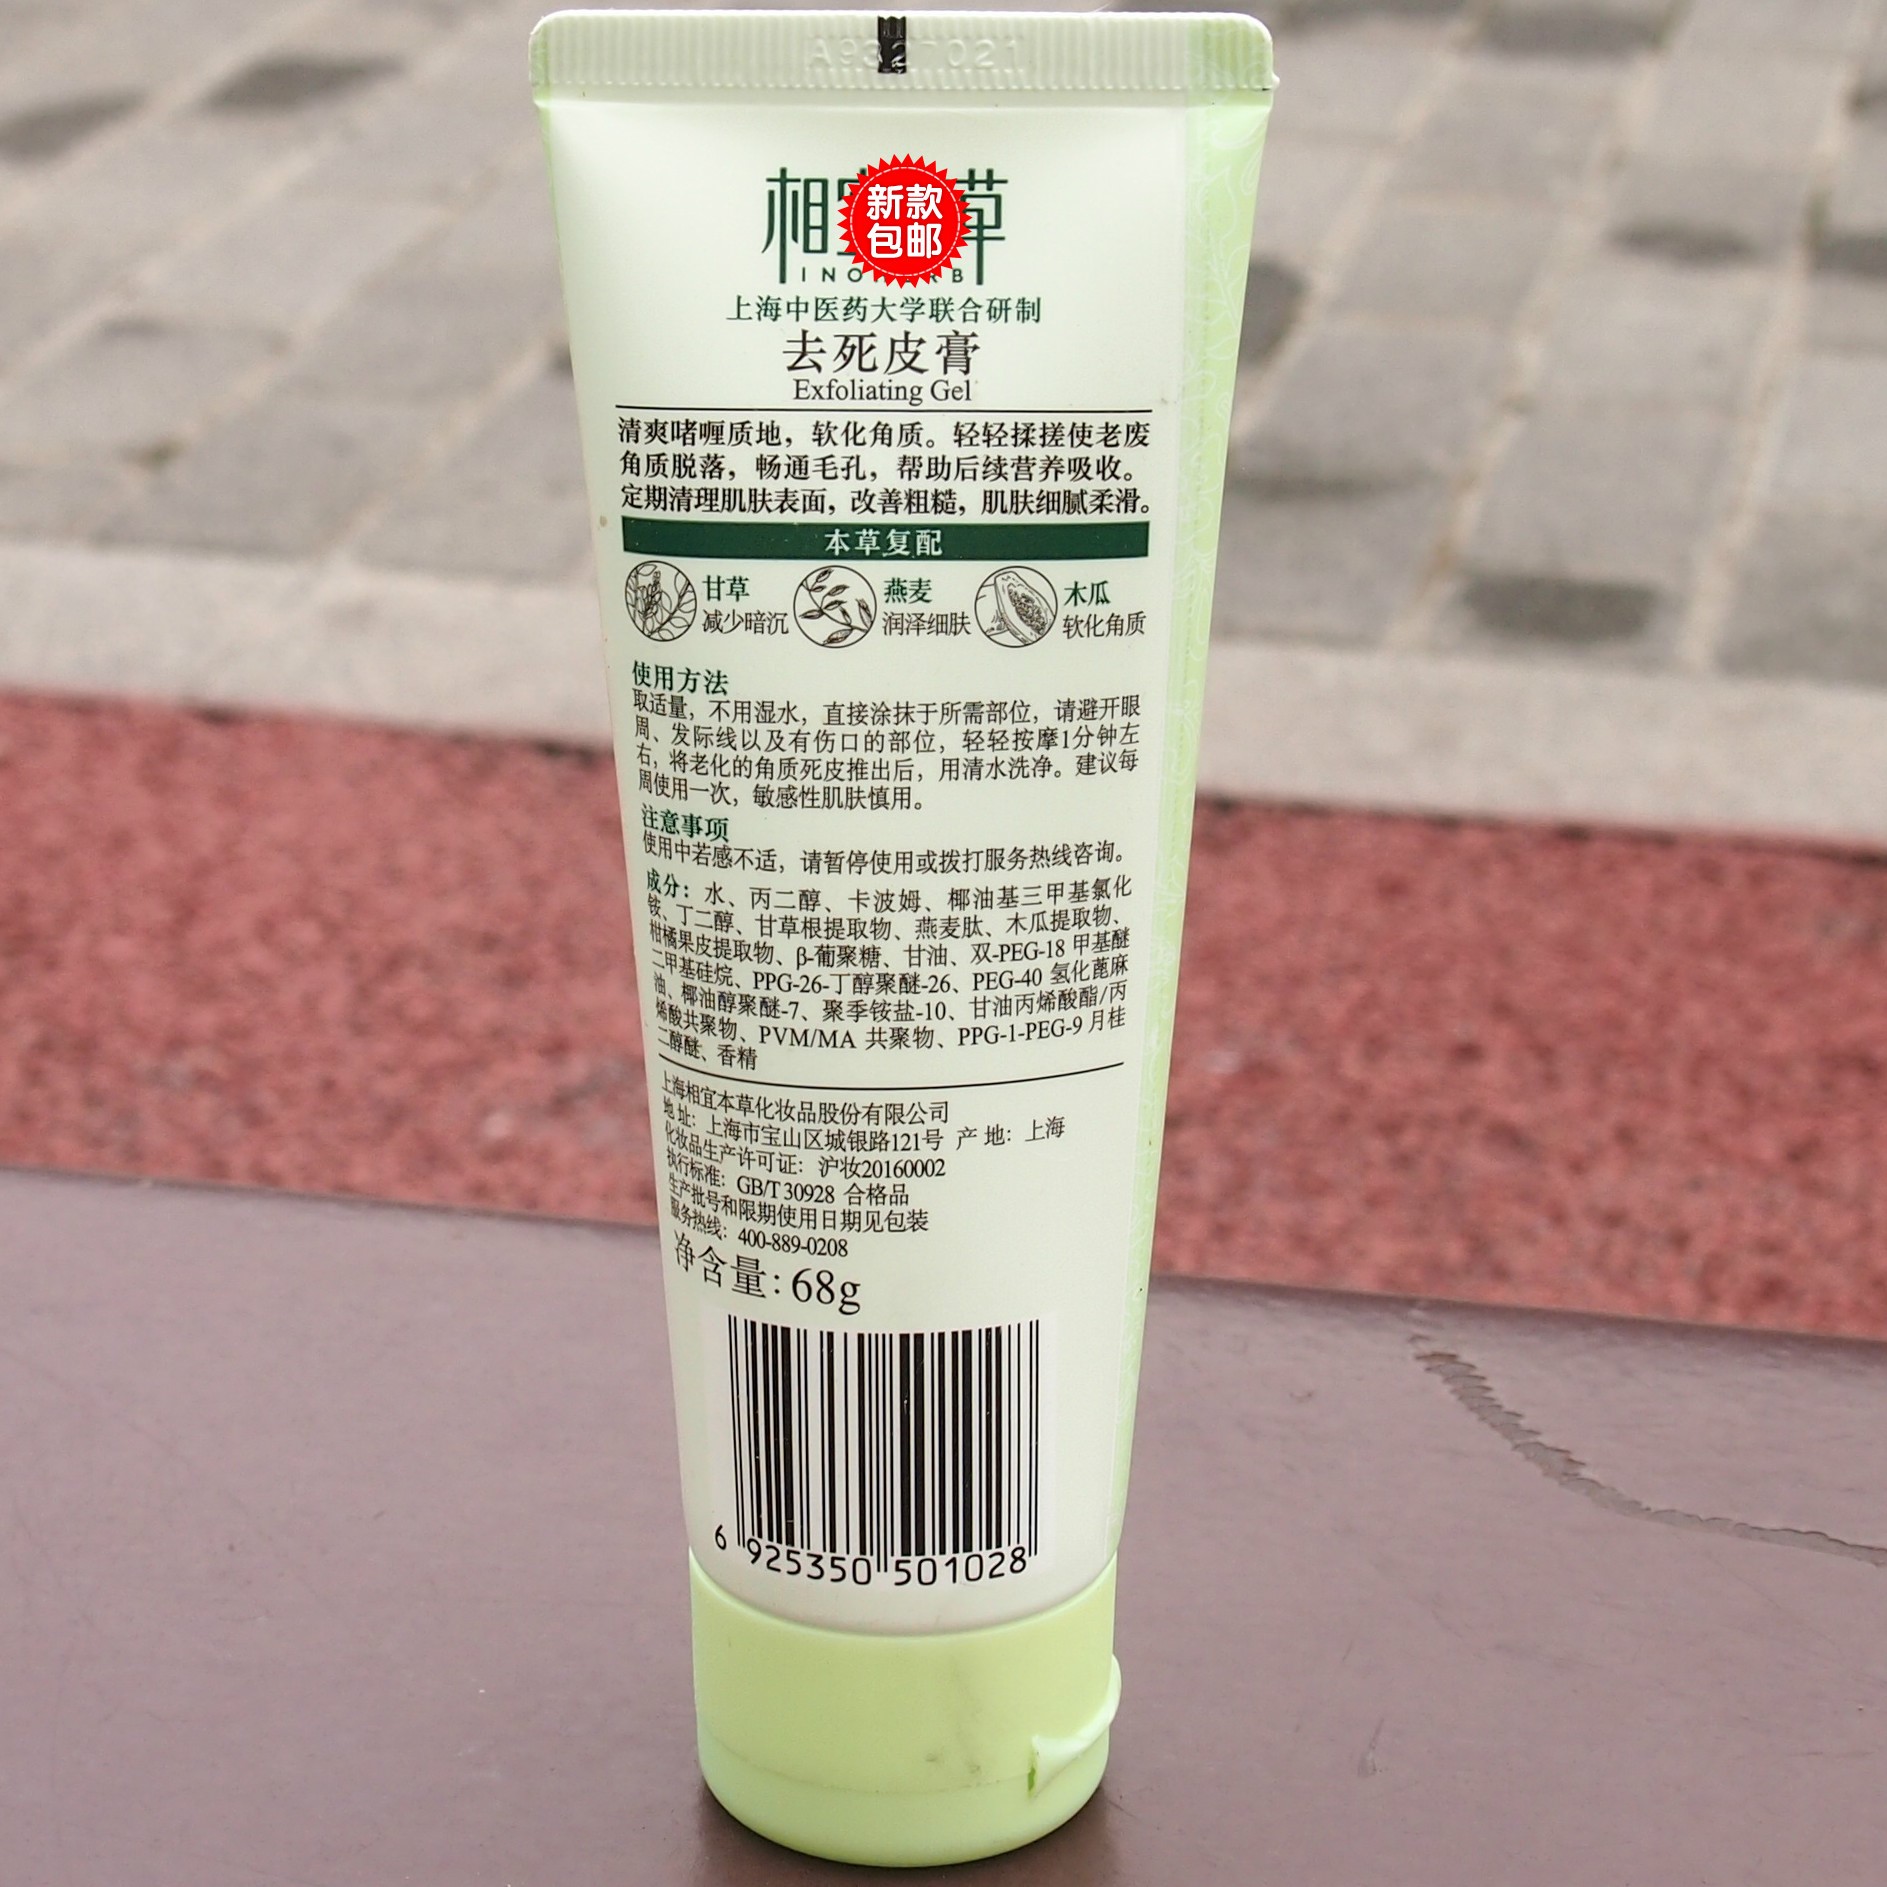 A9327021
相宜 草
新款
包邮
INOHERB
上海中医药大学联合研制
去死皮膏
Exfoliating Gel
清爽啫喱质地，软化角质。轻轻揉搓使老废
角质脱落，畅通毛孔，帮助后续营养吸收。
定期清理肌肤表面，改善粗糙，肌肤细腻柔滑。
本草复配
甘草
减少暗沉
燕麦
润泽细肤
木瓜
软化角质
使用方法
取适量，不用湿水，直接涂抹于所需部位，请避开眼
周、发际线以及有伤口的部位，轻轻按摩1分钟左
右，将老化的角质死皮推出后，用清水洗净。建议每
周使用一次，敏感性肌肤慎用。
注意事项
使用中若感不适，请暂停使用或拨打服务热线咨询。
成分：水、丙二醇、卡波姆、椰油基三甲基氯化
铵、丁二醇、甘草根提取物、燕麦肽、木瓜提取物、
柑橘果皮提取物、β-葡聚糖、甘油、双-PEG-18 甲基醚
二甲基硅烷、PPG-26-丁醇聚醚-26、PEG-40 氢化蓖麻
油、椰油醇聚醚-7、聚季铵盐-10、甘油丙烯酸酯/丙
烯酸共聚物、PVM/MA 共聚物、PPG-1-PEG-9 月桂
二醇醚、香精
上海相宜本草化妆品股份有限公司
地 址：上海市宝山区城银路121号 产 地：上海
化妆品生产许可证：沪妆20160002
执行标准：GB/T 30928 合格品
生产批号和限期使用日期见包装
服务热线：400-889-0208
净含量：68g
6 925350 501028